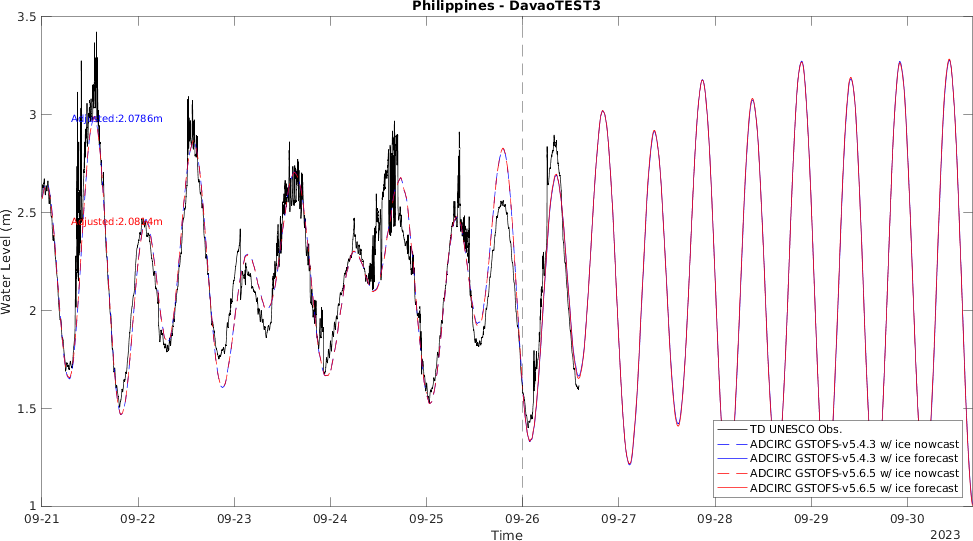 Philippines - DavaoTEST3
3.5
3
2.5
2
1.5
1
Water Level (m)
Adjusted:2.0786m
TD UNESCO Obs.
ADCIRC GSTOFS-v5.4.3 w/ ice nowcast
ADCIRC GSTOFS-v5.4.3 w/ ice forecast
ADCIRC GSTOFS-v5.6.5 w/ ice nowcast
ADCIRC GSTOFS-v5.6.5 w/ ice forecast
09-21 09-22 09-23 09-24 09-25 09-26 09-27 09-28 09-29 09-30
Time
2023